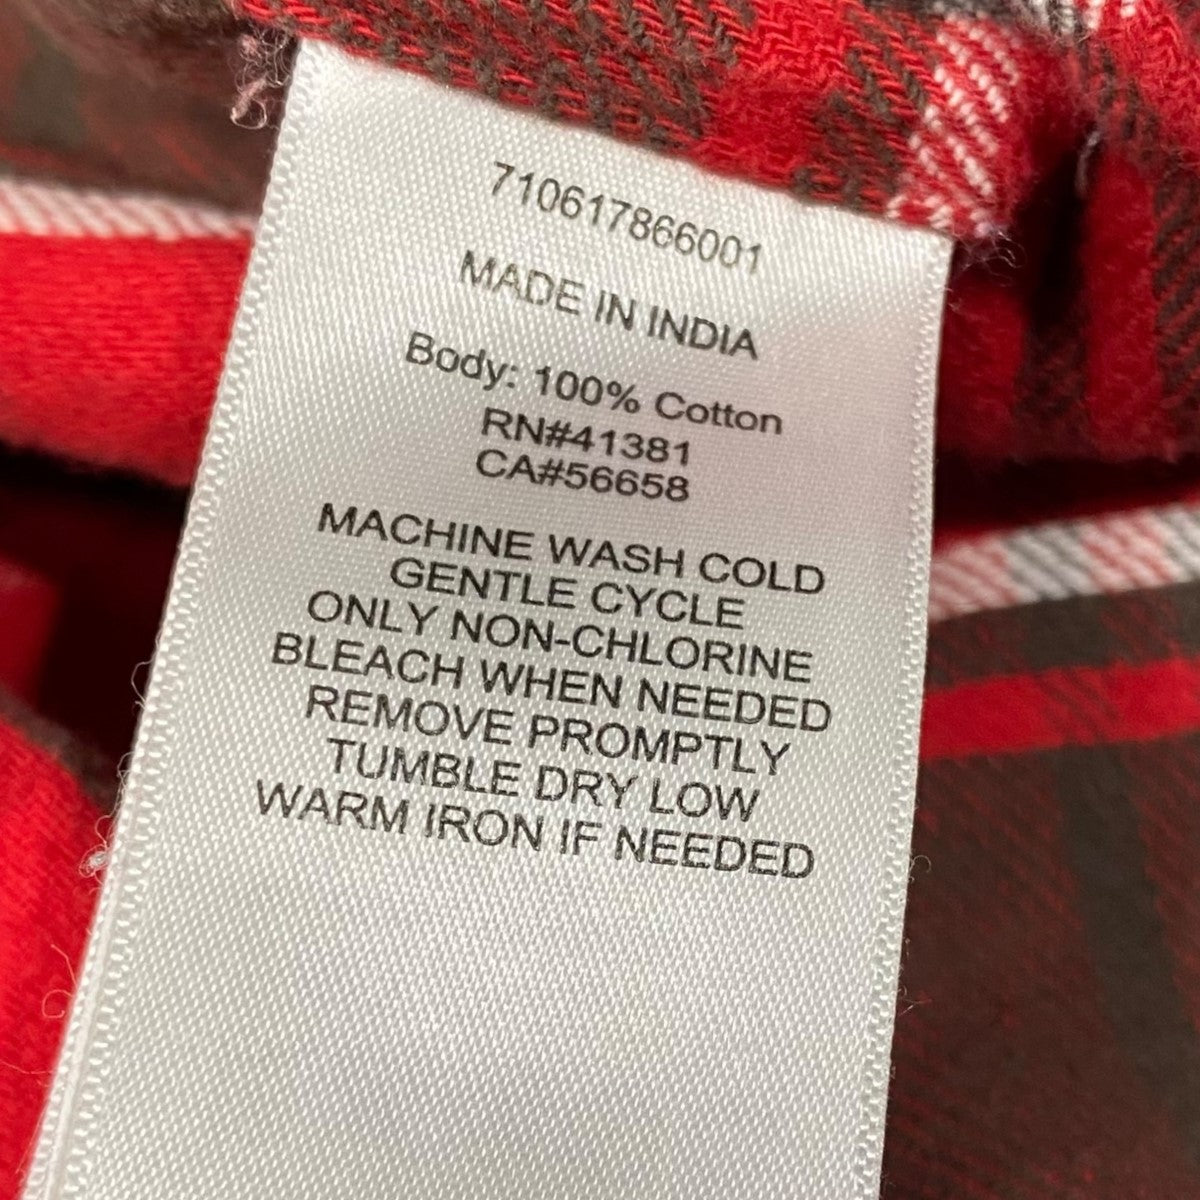 710617866001
MADE IN INDIA
Body: 100% Cotton
RN#41381
CA#56658
MACHINE WASH COLD
GENTLE CYCLE
ONLY NON-CHLORINE
BLEACH WHEN NEEDED
REMOVE PROMPTLY
TUMBLE DRY LOW
WARM IRON IF NEEDED